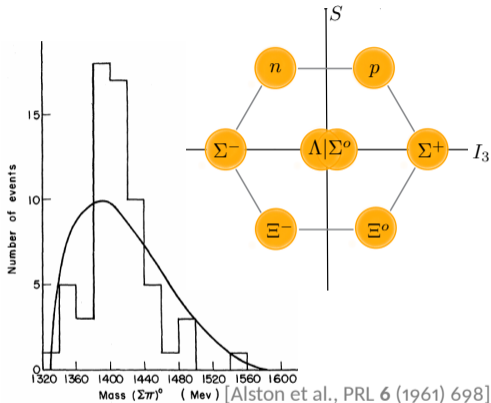 S
n
p
Σ⁻
Λ|Σᵒ
Σ⁺
I₃
Ξ⁻
Ξᵒ
Number of events
15
10
5
0
1320 1360 1400 1440 1480 1520 1560 1600
Mass (Σπ)ᵒ (Mev)
[Alston et al., PRL 6 (1961) 698]